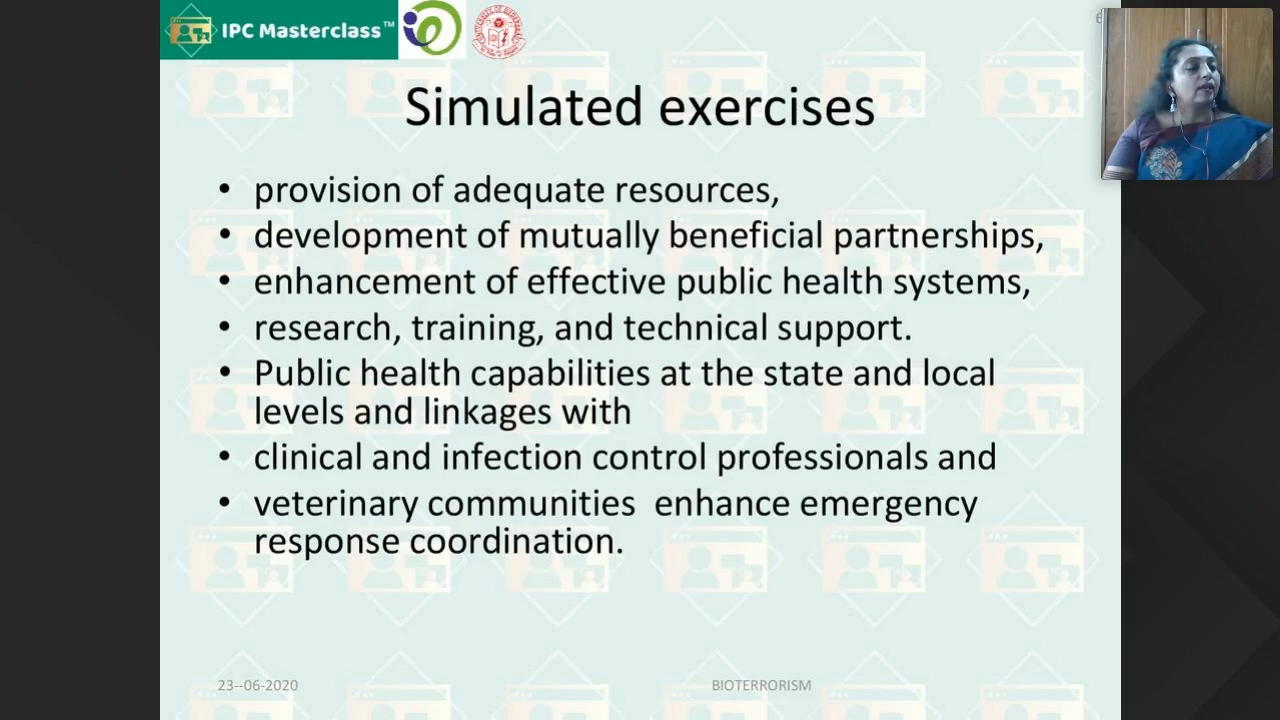 IPC Masterclass™
Simulated exercises
• provision of adequate resources,
• development of mutually beneficial partnerships,
• enhancement of effective public health systems,
• research, training, and technical support.
• Public health capabilities at the state and local
levels and linkages with
• clinical and infection control professionals and
• veterinary communities  enhance emergency
response coordination.
23--06-2020
BIOTERRORISM